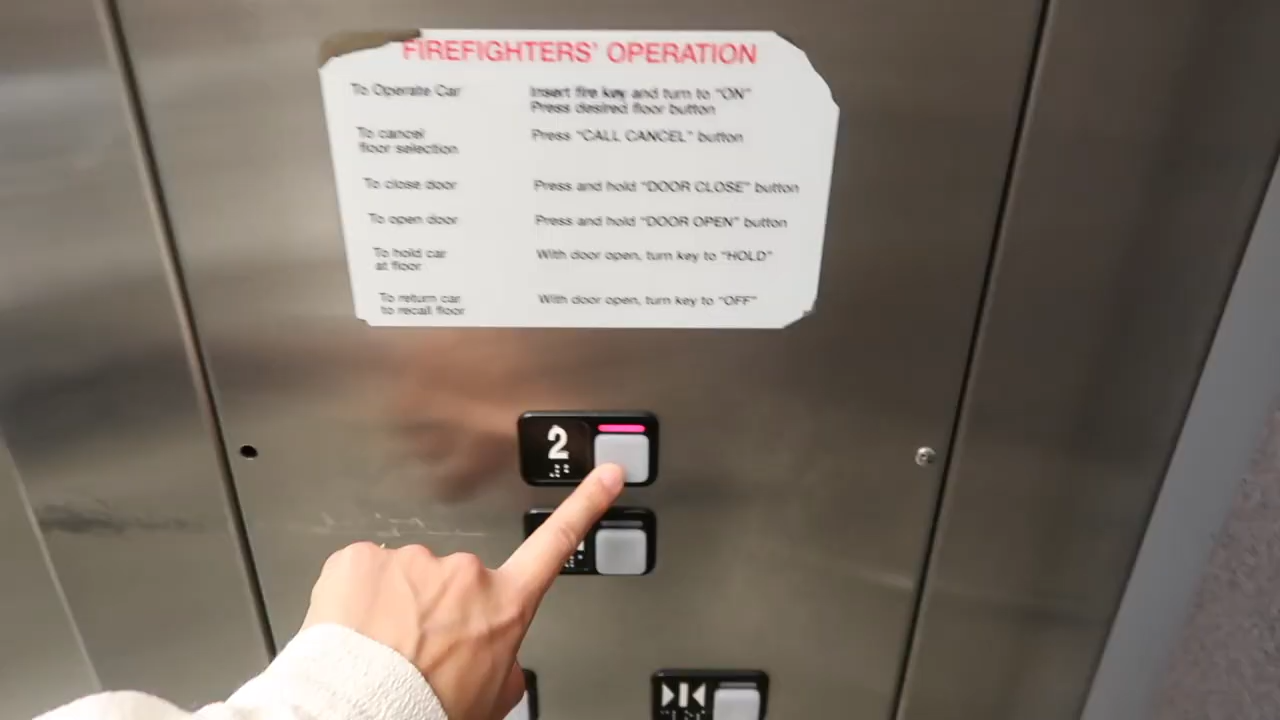 FIREFIGHTERS' OPERATION
To Operate Car
Insert fire key and turn to "ON"
Press desired floor button
To cancel
floor selection
Press "CALL CANCEL" button
To close door
Press and hold "DOOR CLOSE" button
To open door
Press and hold "DOOR OPEN" button
To hold car
at floor
With door open, turn key to "HOLD"
To return car
to recall floor
With door open, turn key to "OFF"
2